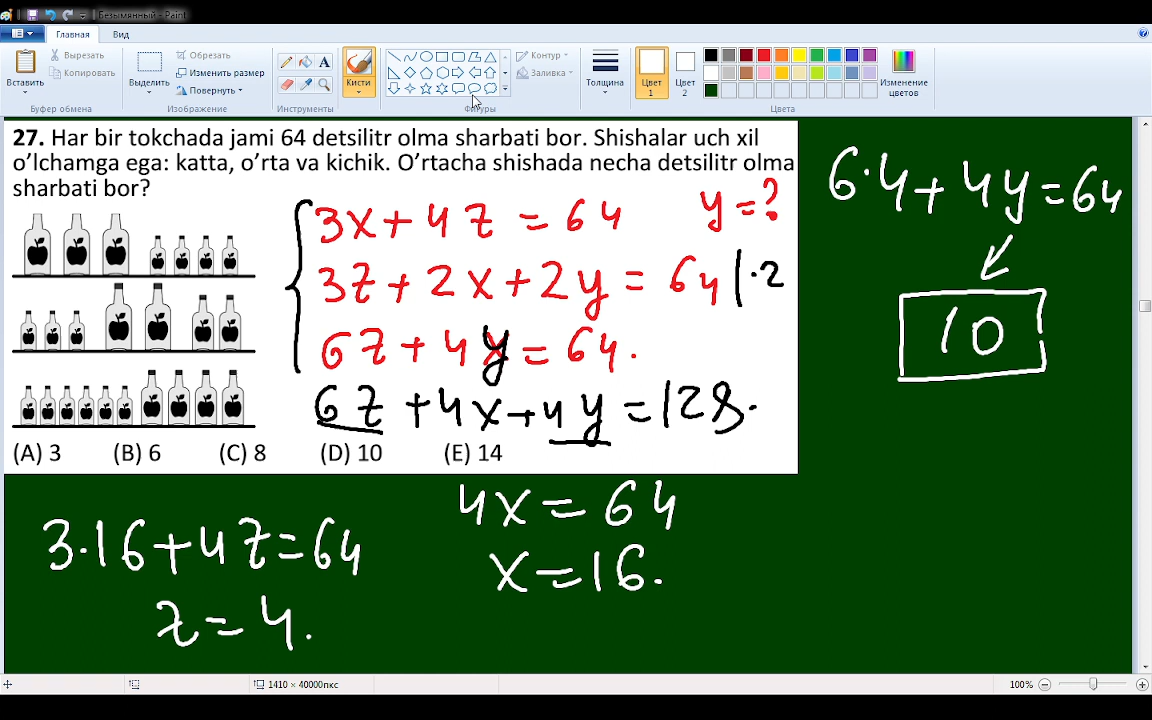 Безымянный - Paint
Главная Вид
Вставить
Вырезать
Копировать
Буфер обмена
Выделить
Обрезать
Изменить размер
Повернуть
Изображение
Инструменты
Кисти
Контур
Заливка
Фигуры
Толщина
Цвет 1
Цвет 2
Изменение цветов
Цвета
27. Har bir tokchada jami 64 detsilitr olma sharbati bor. Shishalar uch xil
o'lchamga ega: katta, o'rta va kichik. O'rtacha shishada necha detsilitr olma
sharbati bor?
3x+4z=64 y=?
3z+2x+2y=64|·2
6z+4y=64.
6z+4x+4y=128.
(A) 3 (B) 6 (C) 8 (D) 10 (E) 14
4x=64
x=16.
3·16+4z=64
z=4.
6·4+4y=64
10
1410 × 40000пкс
100%